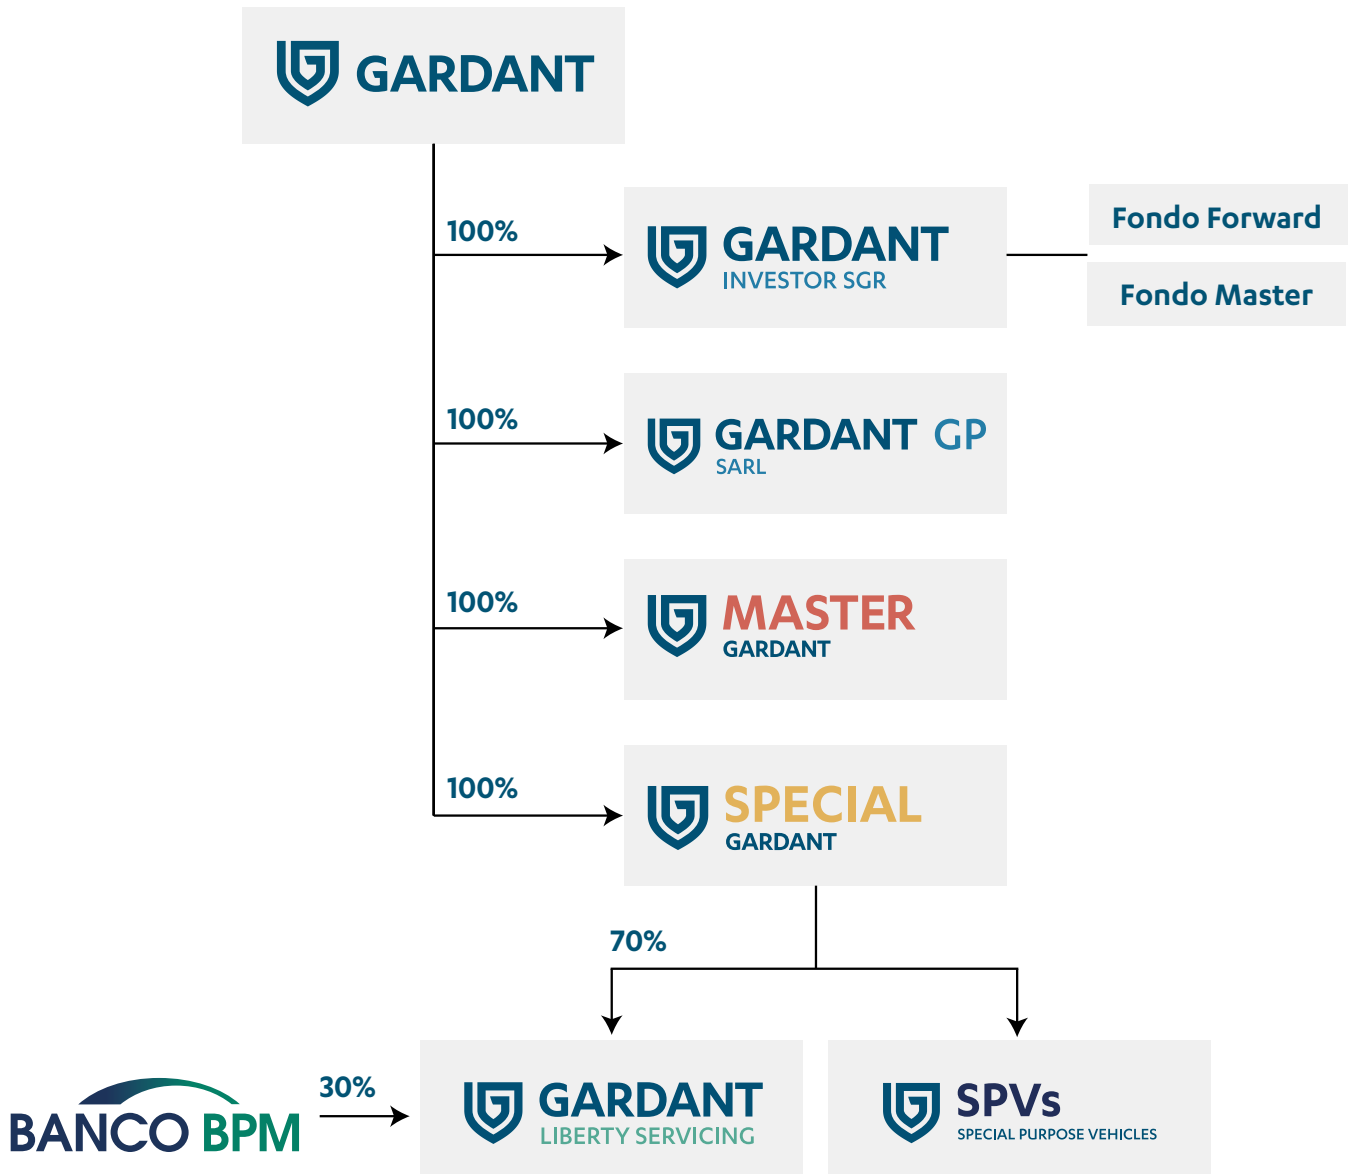 GARDANT
100%
GARDANT
INVESTOR SGR
Fondo Forward
Fondo Master
100%
GARDANT GP
SARL
100%
MASTER
GARDANT
100%
SPECIAL
GARDANT
70%
BANCO BPM
30%
GARDANT
LIBERTY SERVICING
SPVs
SPECIAL PURPOSE VEHICLES